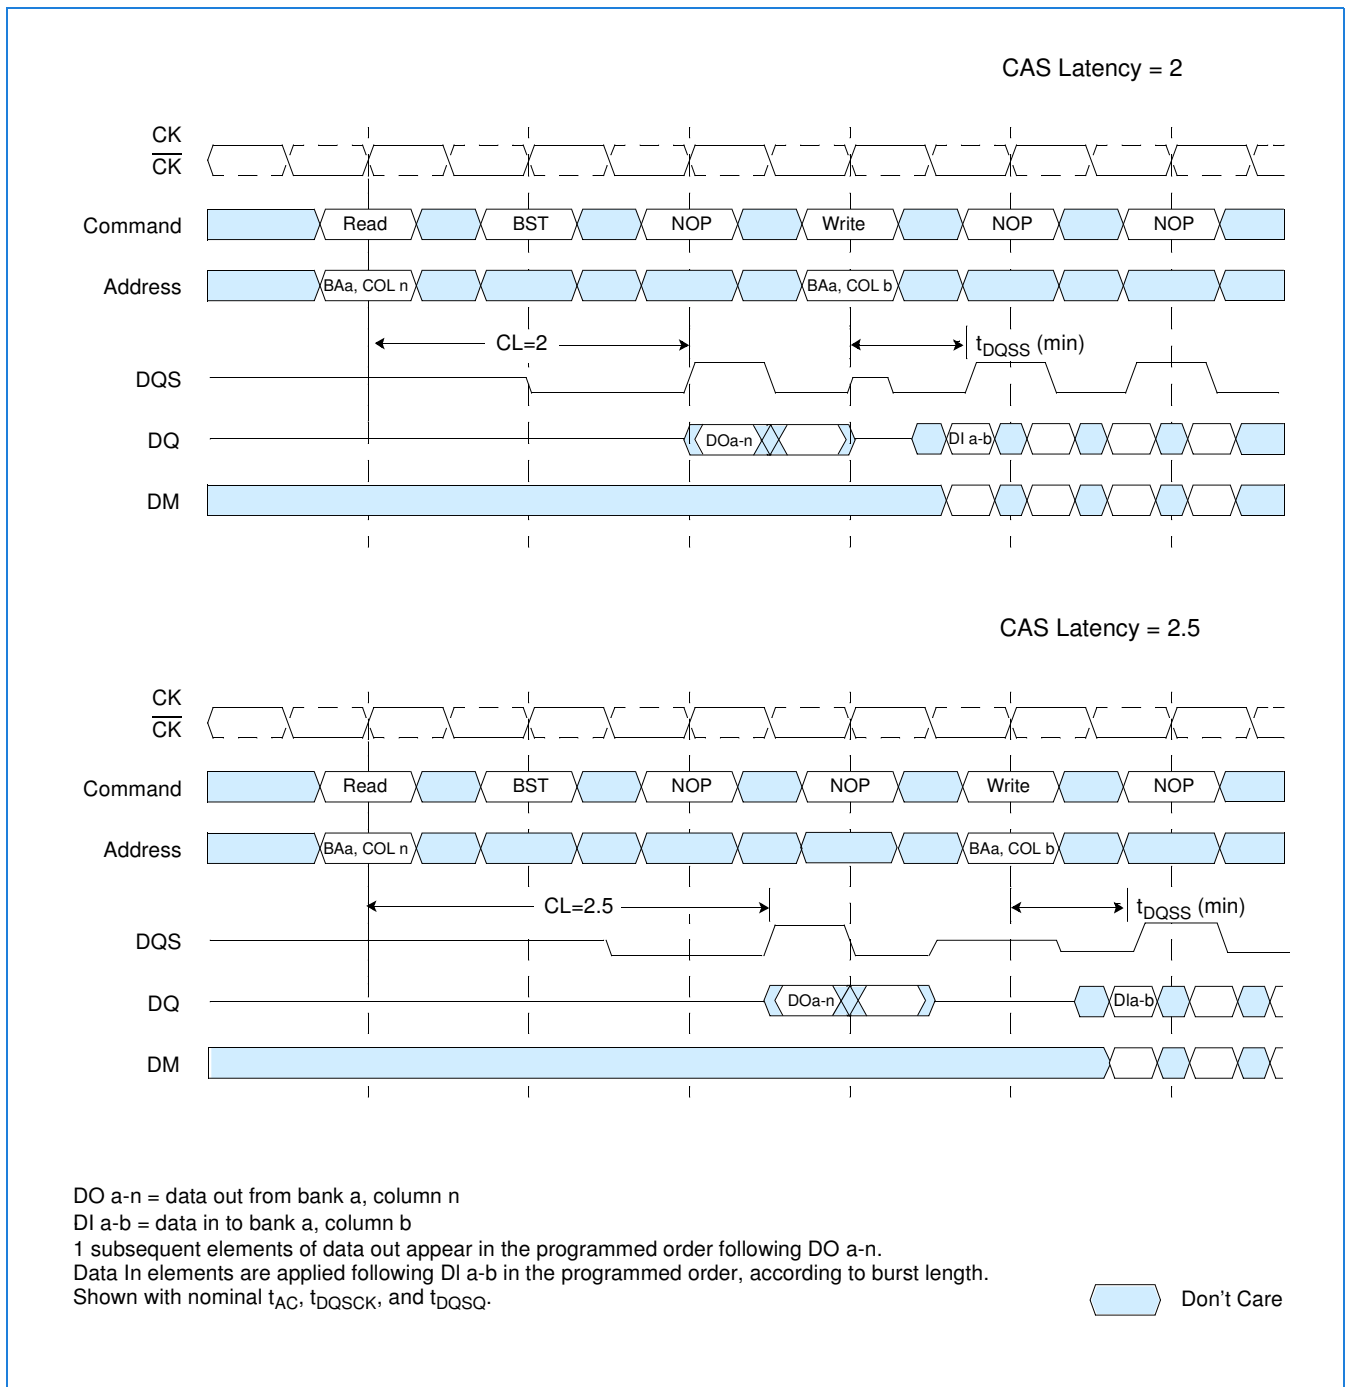 CAS Latency = 2
CK
CK
Command Read BST NOP Write NOP NOP
Address BAa, COL n BAa, COL b
CL=2 tDQSS (min)
DQS
DQ DOa-n DI a-b
DM
CAS Latency = 2.5
CK
CK
Command Read BST NOP NOP Write NOP
Address BAa, COL n BAa, COL b
CL=2.5 tDQSS (min)
DQS
DQ DOa-n DIa-b
DM
DO a-n = data out from bank a, column n
DI a-b = data in to bank a, column b
1 subsequent elements of data out appear in the programmed order following DO a-n.
Data In elements are applied following DI a-b in the programmed order, according to burst length.
Shown with nominal tAC, tDQSCK, and tDQSQ.
Don't Care